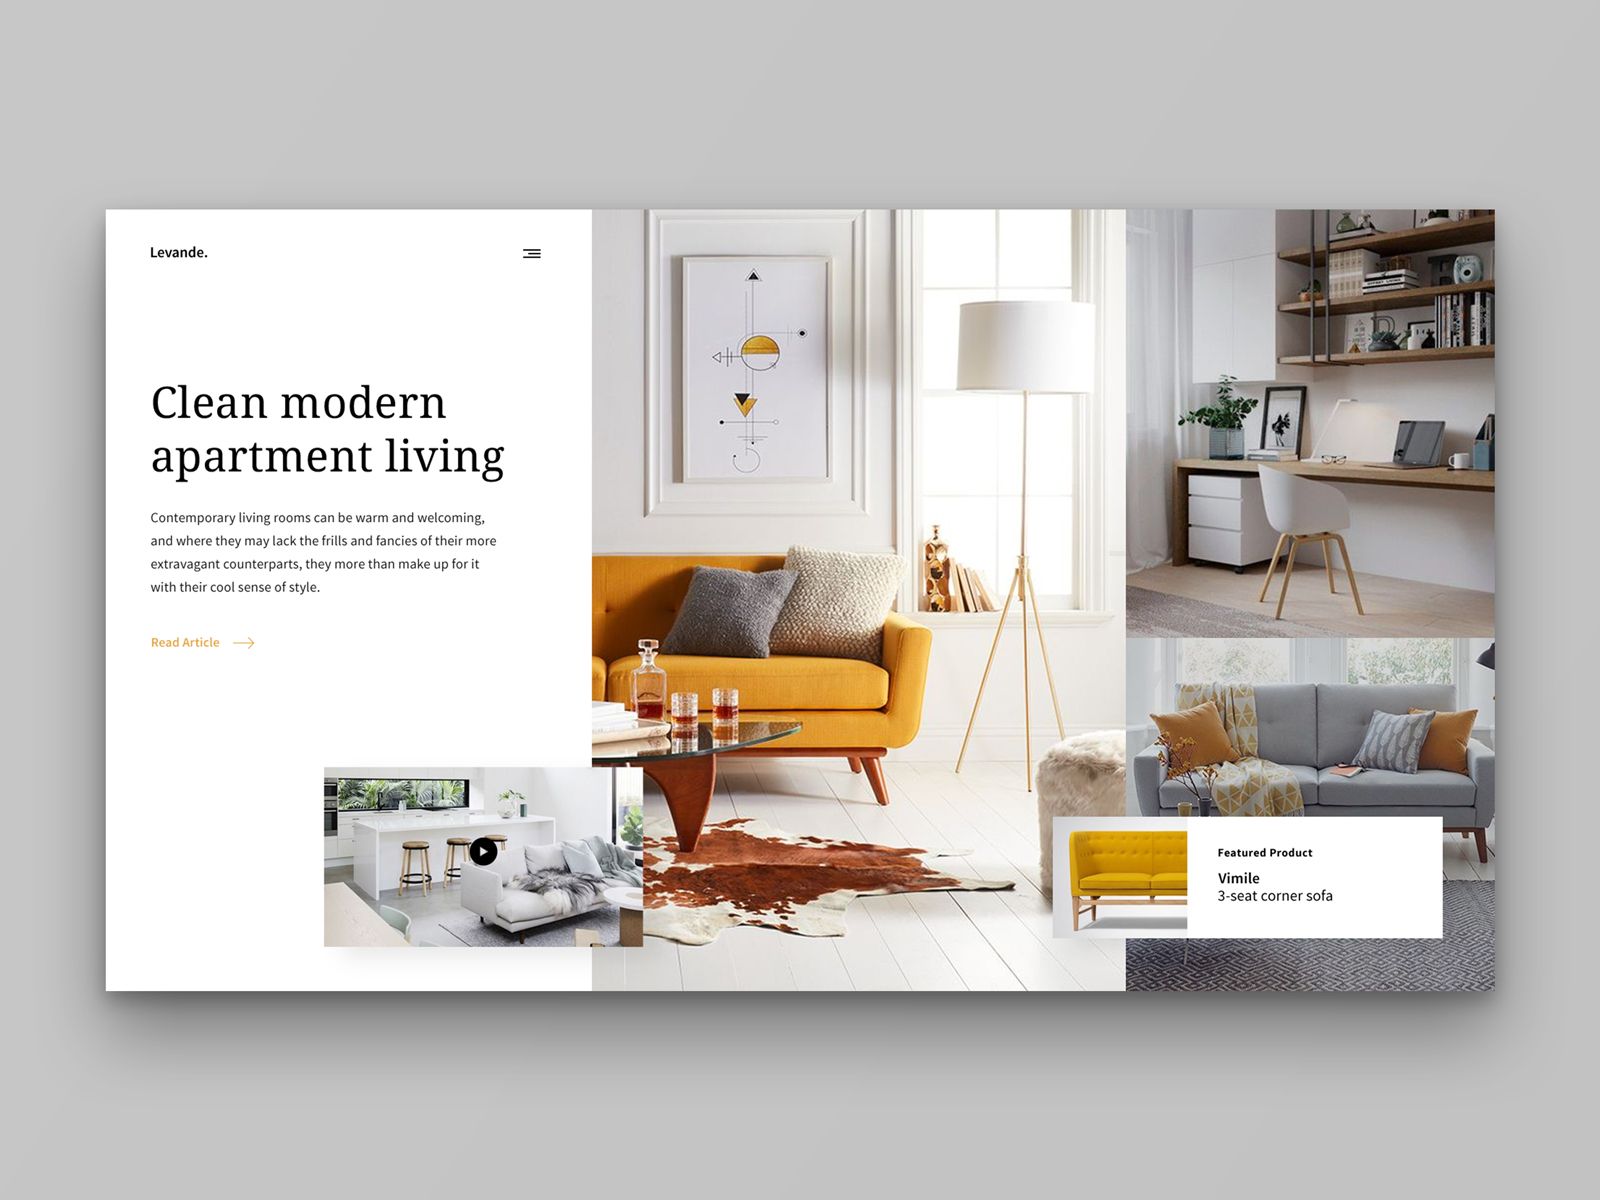 Levande.
Clean modern
apartment living
Contemporary living rooms can be warm and welcoming,
and where they may lack the frills and fancies of their more
extravagant counterparts, they more than make up for it
with their cool sense of style.
Read Article
Featured Product
Vimile
3-seat corner sofa